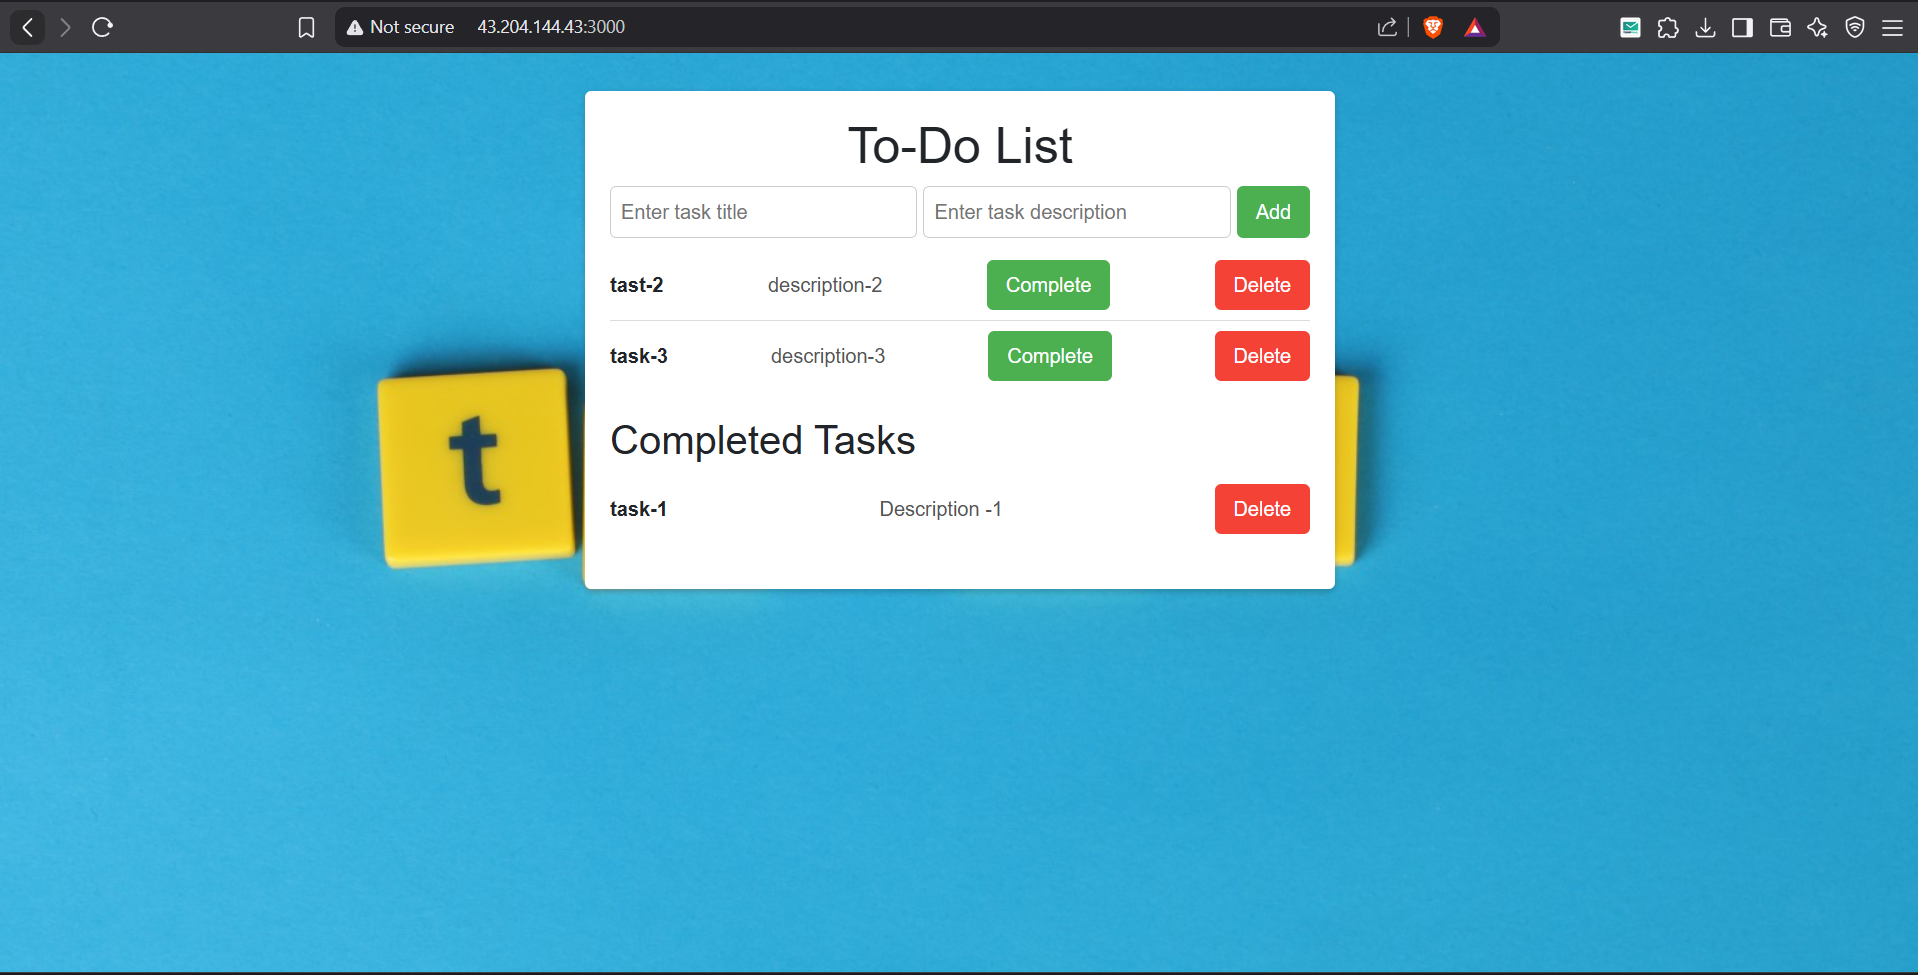 Not secure 43.204.144.43:3000
To-Do List
Enter task title Enter task description Add
tast-2 description-2 Complete Delete
task-3 description-3 Complete Delete
t
Completed Tasks
task-1 Description -1 Delete